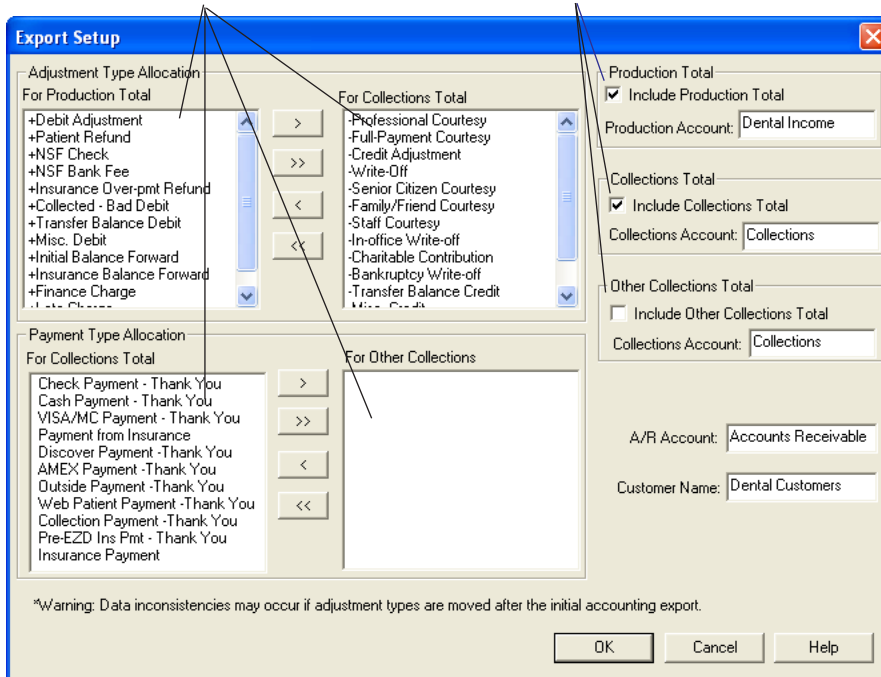 Export Setup
Adjustment Type Allocation
For Production Total
+Debit Adjustment
+Patient Refund
+NSF Check
+NSF Bank Fee
+Insurance Over-pmt Refund
+Collected - Bad Debit
+Transfer Balance Debit
+Misc. Debit
+Initial Balance Forward
+Insurance Balance Forward
+Finance Charge
+Late Charge
>
>>
<
<<
For Collections Total
-Professional Courtesy
-Full-Payment Courtesy
-Credit Adjustment
-Write-Off
-Senior Citizen Courtesy
-Family/Friend Courtesy
-Staff Courtesy
-In-office Write-off
-Charitable Contribution
-Bankruptcy Write-off
-Transfer Balance Credit
-Misc. Credit
Production Total
Include Production Total
Production Account: Dental Income
Collections Total
Include Collections Total
Collections Account: Collections
Other Collections Total
Include Other Collections Total
Collections Account: Collections
Payment Type Allocation
For Collections Total
Check Payment - Thank You
Cash Payment - Thank You
VISA/MC Payment - Thank You
Payment from Insurance
Discover Payment -Thank You
AMEX Payment -Thank You
Outside Payment -Thank You
Web Patient Payment -Thank You
Collection Payment -Thank You
Pre-EZD Ins Pmt - Thank You
Insurance Payment
>
>>
<
<<
For Other Collections
A/R Account: Accounts Receivable
Customer Name: Dental Customers
*Warning: Data inconsistencies may occur if adjustment types are moved after the initial accounting export.
OK
Cancel
Help